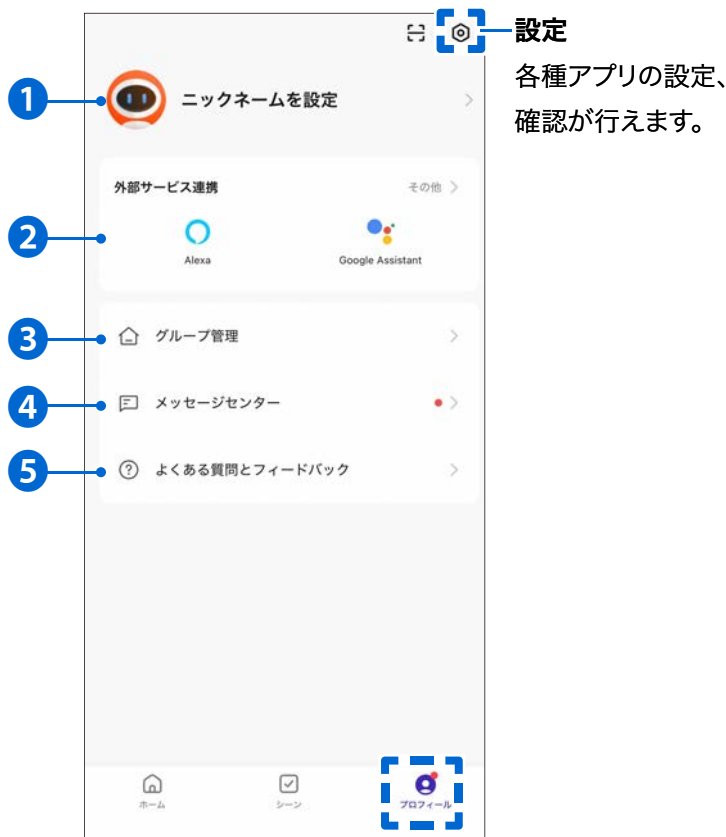 設定
各種アプリの設定、
確認が行えます。
1
ニックネームを設定
外部サービス連携
その他
2
Alexa
Google Assistant
3
グループ管理
4
メッセージセンター
5
よくある質問とフィードバック
ホーム
シーン
プロフィール